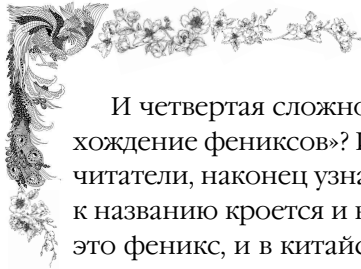 И четвертая сложно
хождение фениксов»?
читатели, наконец узна
к названию кроется и
это феникс, и в китайс